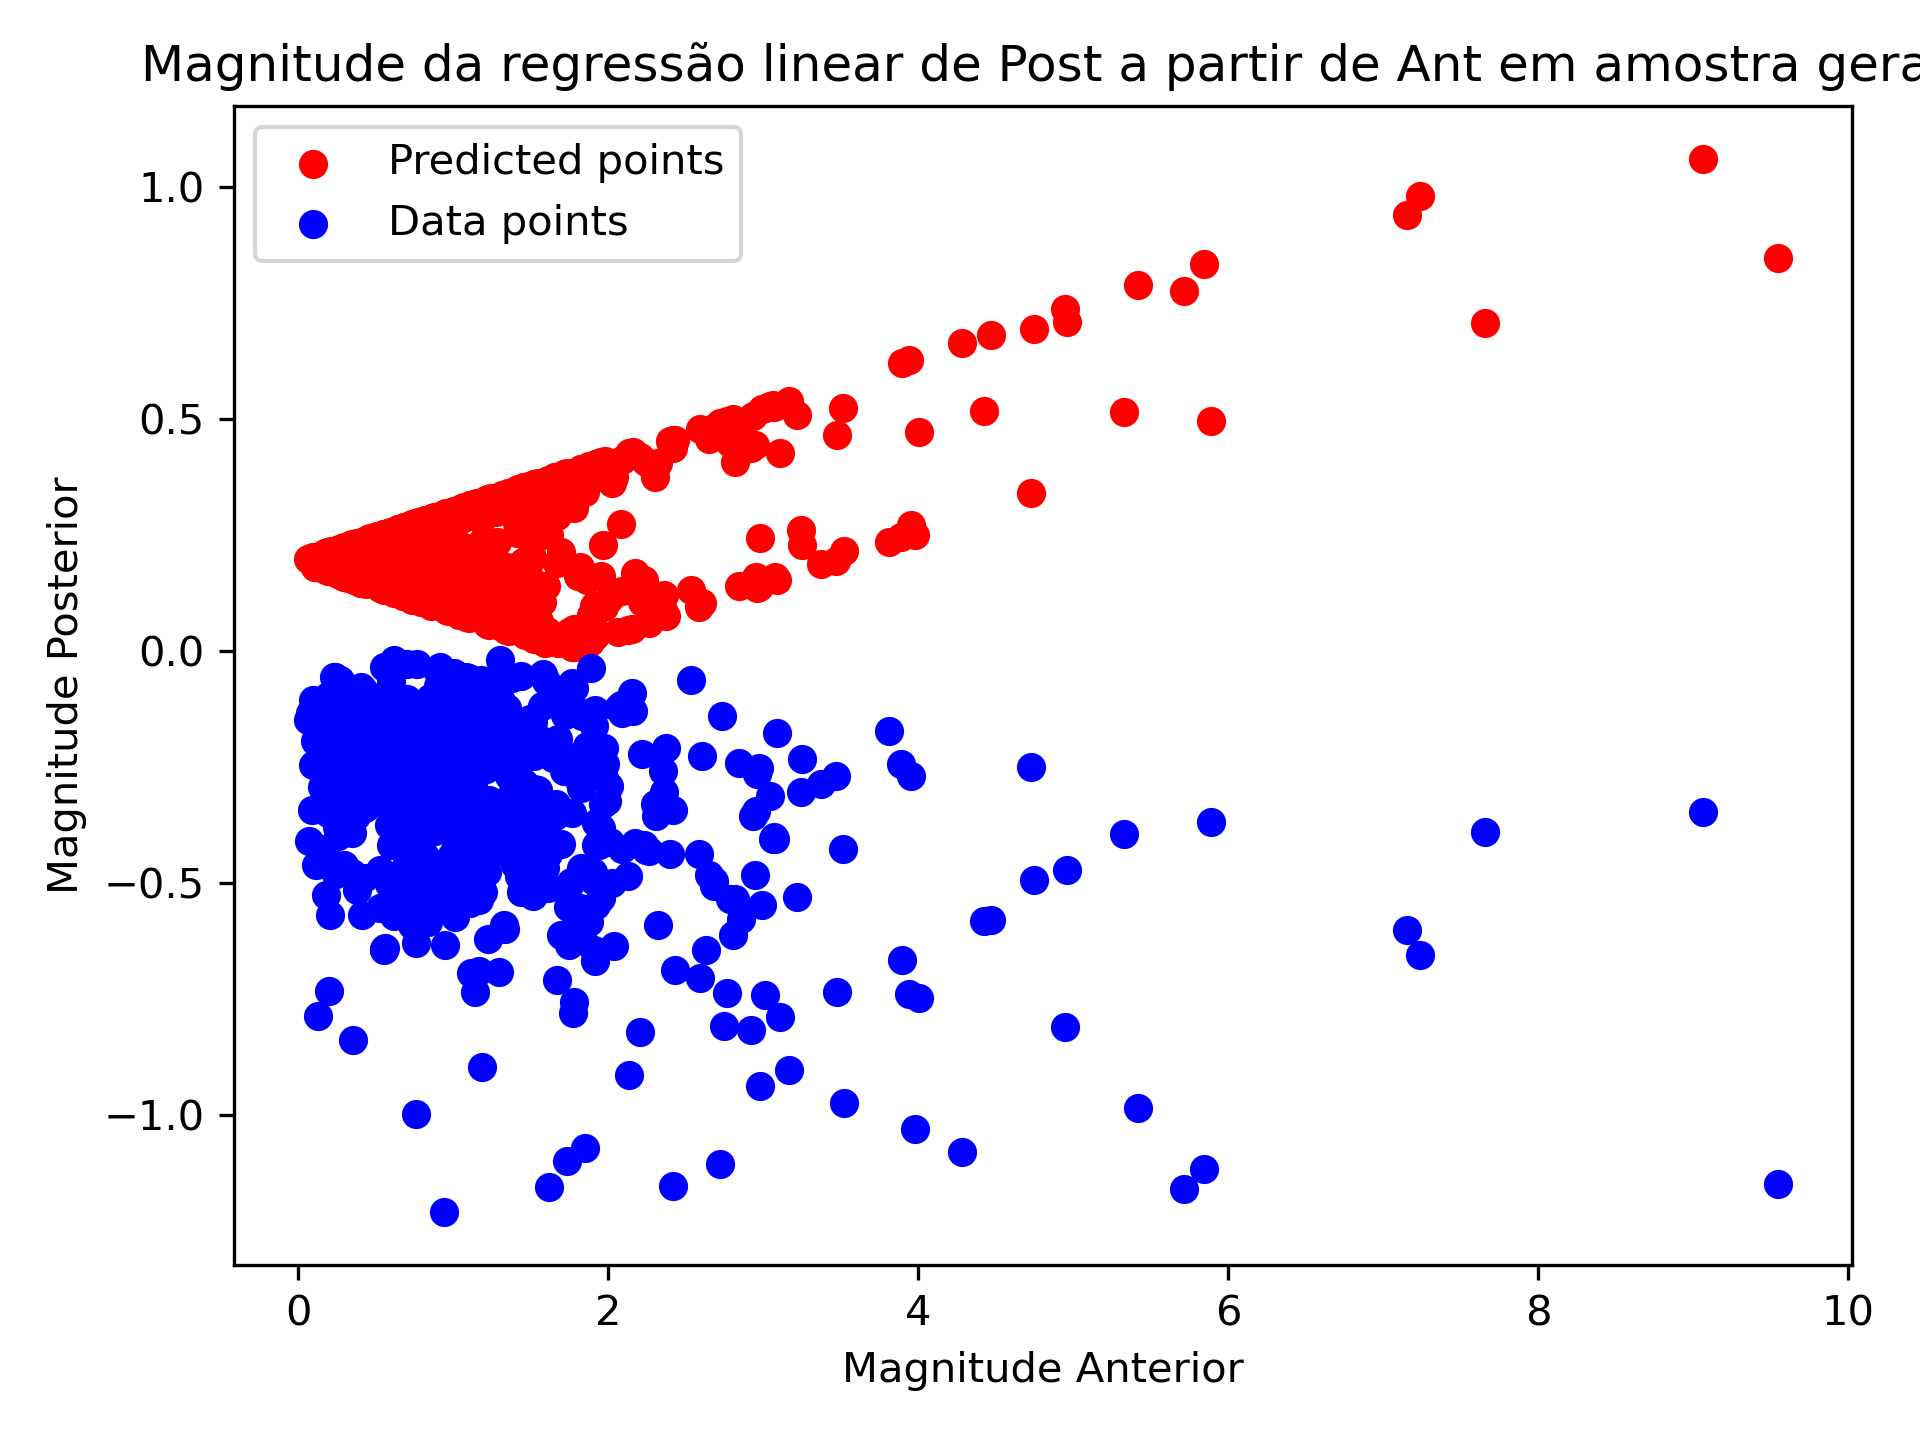 Magnitude da regressão linear de Post a partir de Ant em amostra gera
Predicted points
Data points
1.0
0.5
0.0
−0.5
−1.0
Magnitude Posterior
0 2 4 6 8 10
Magnitude Anterior